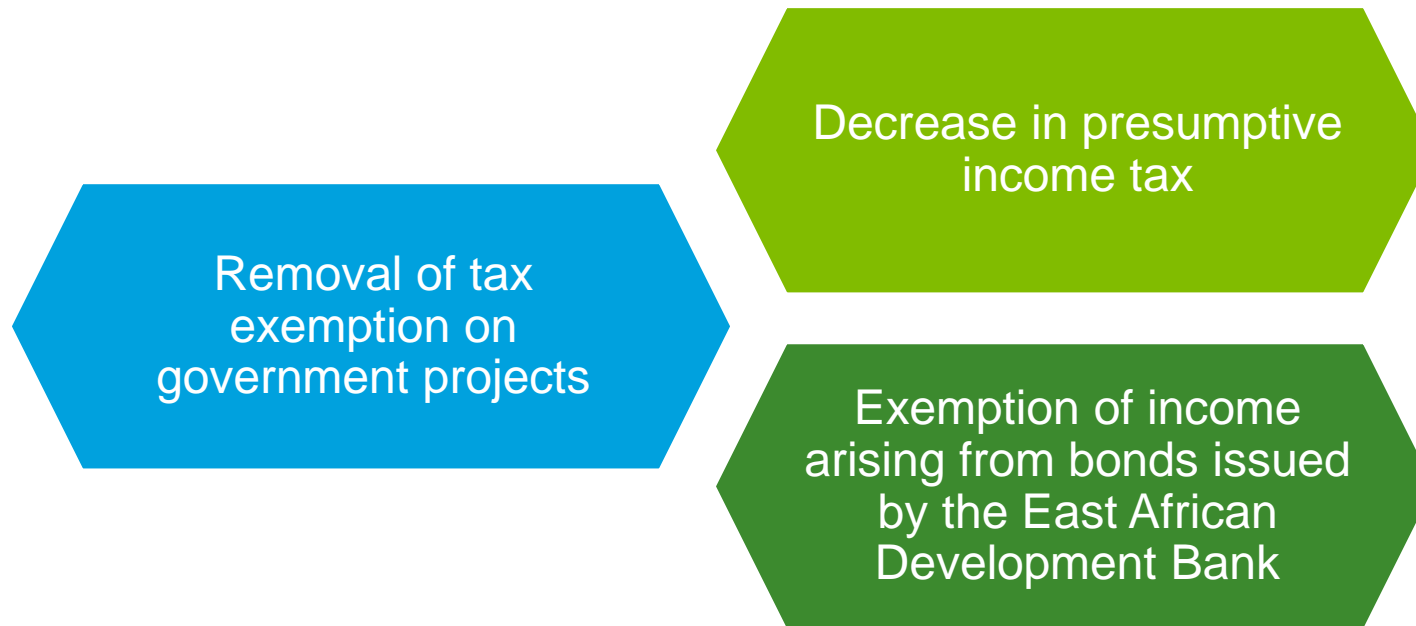 Removal of tax
exemption on
government projects
Decrease in presumptive
income tax
Exemption of income
arising from bonds issued
by the East African
Development Bank